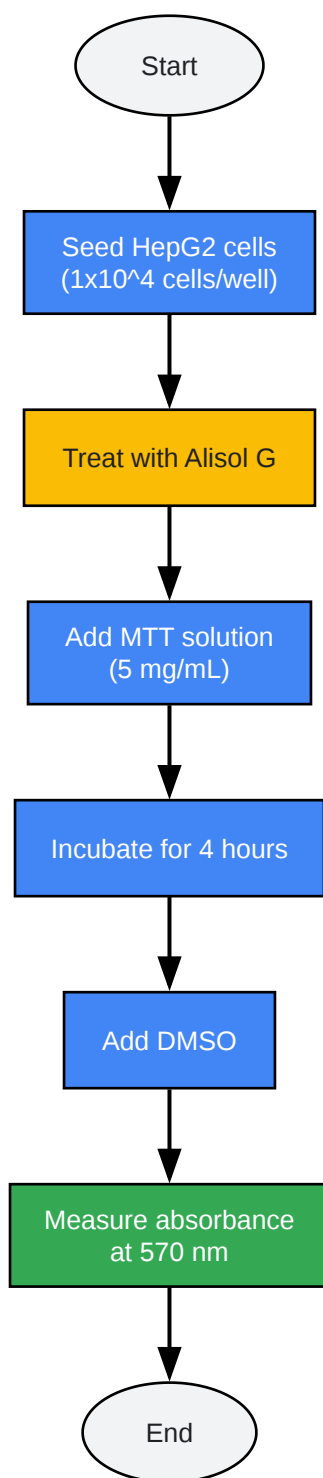 Start
Seed HepG2 cells
(1x10^4 cells/well)
Treat with Alisol G
Add MTT solution
(5 mg/mL)
Incubate for 4 hours
Add DMSO
Measure absorbance
at 570 nm
End